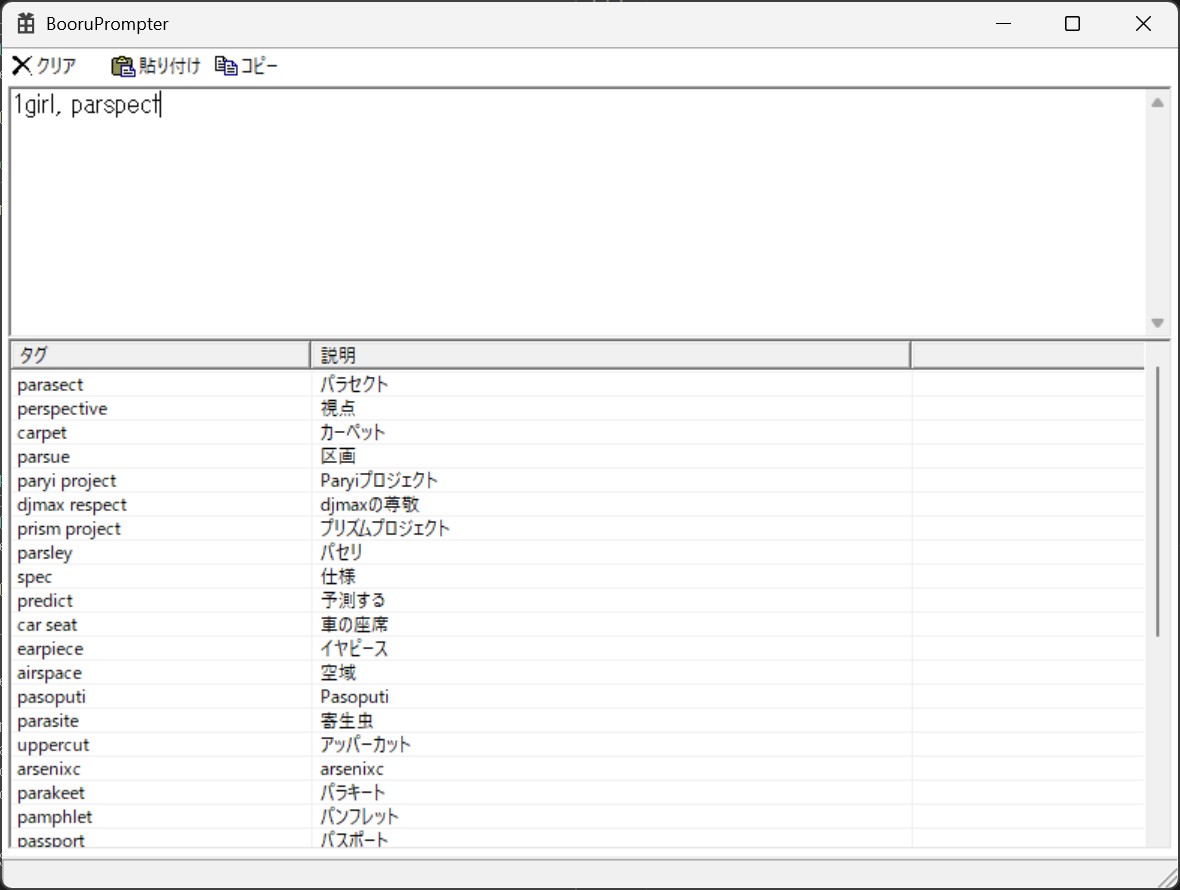 BooruPrompter
クリア 貼り付け コピー
1girl, parspect
タグ 説明
parasect パラセクト
perspective 視点
carpet カーペット
parsue 区画
paryi project Paryiプロジェクト
djmax respect djmaxの尊敬
prism project プリズムプロジェクト
parsley パセリ
spec 仕様
predict 予測する
car seat 車の座席
earpiece イヤピース
airspace 空域
pasoputi Pasoputi
parasite 寄生虫
uppercut アッパーカット
arsenixc arsenixc
parakeet パラキート
pamphlet パンフレット
passport パスポート